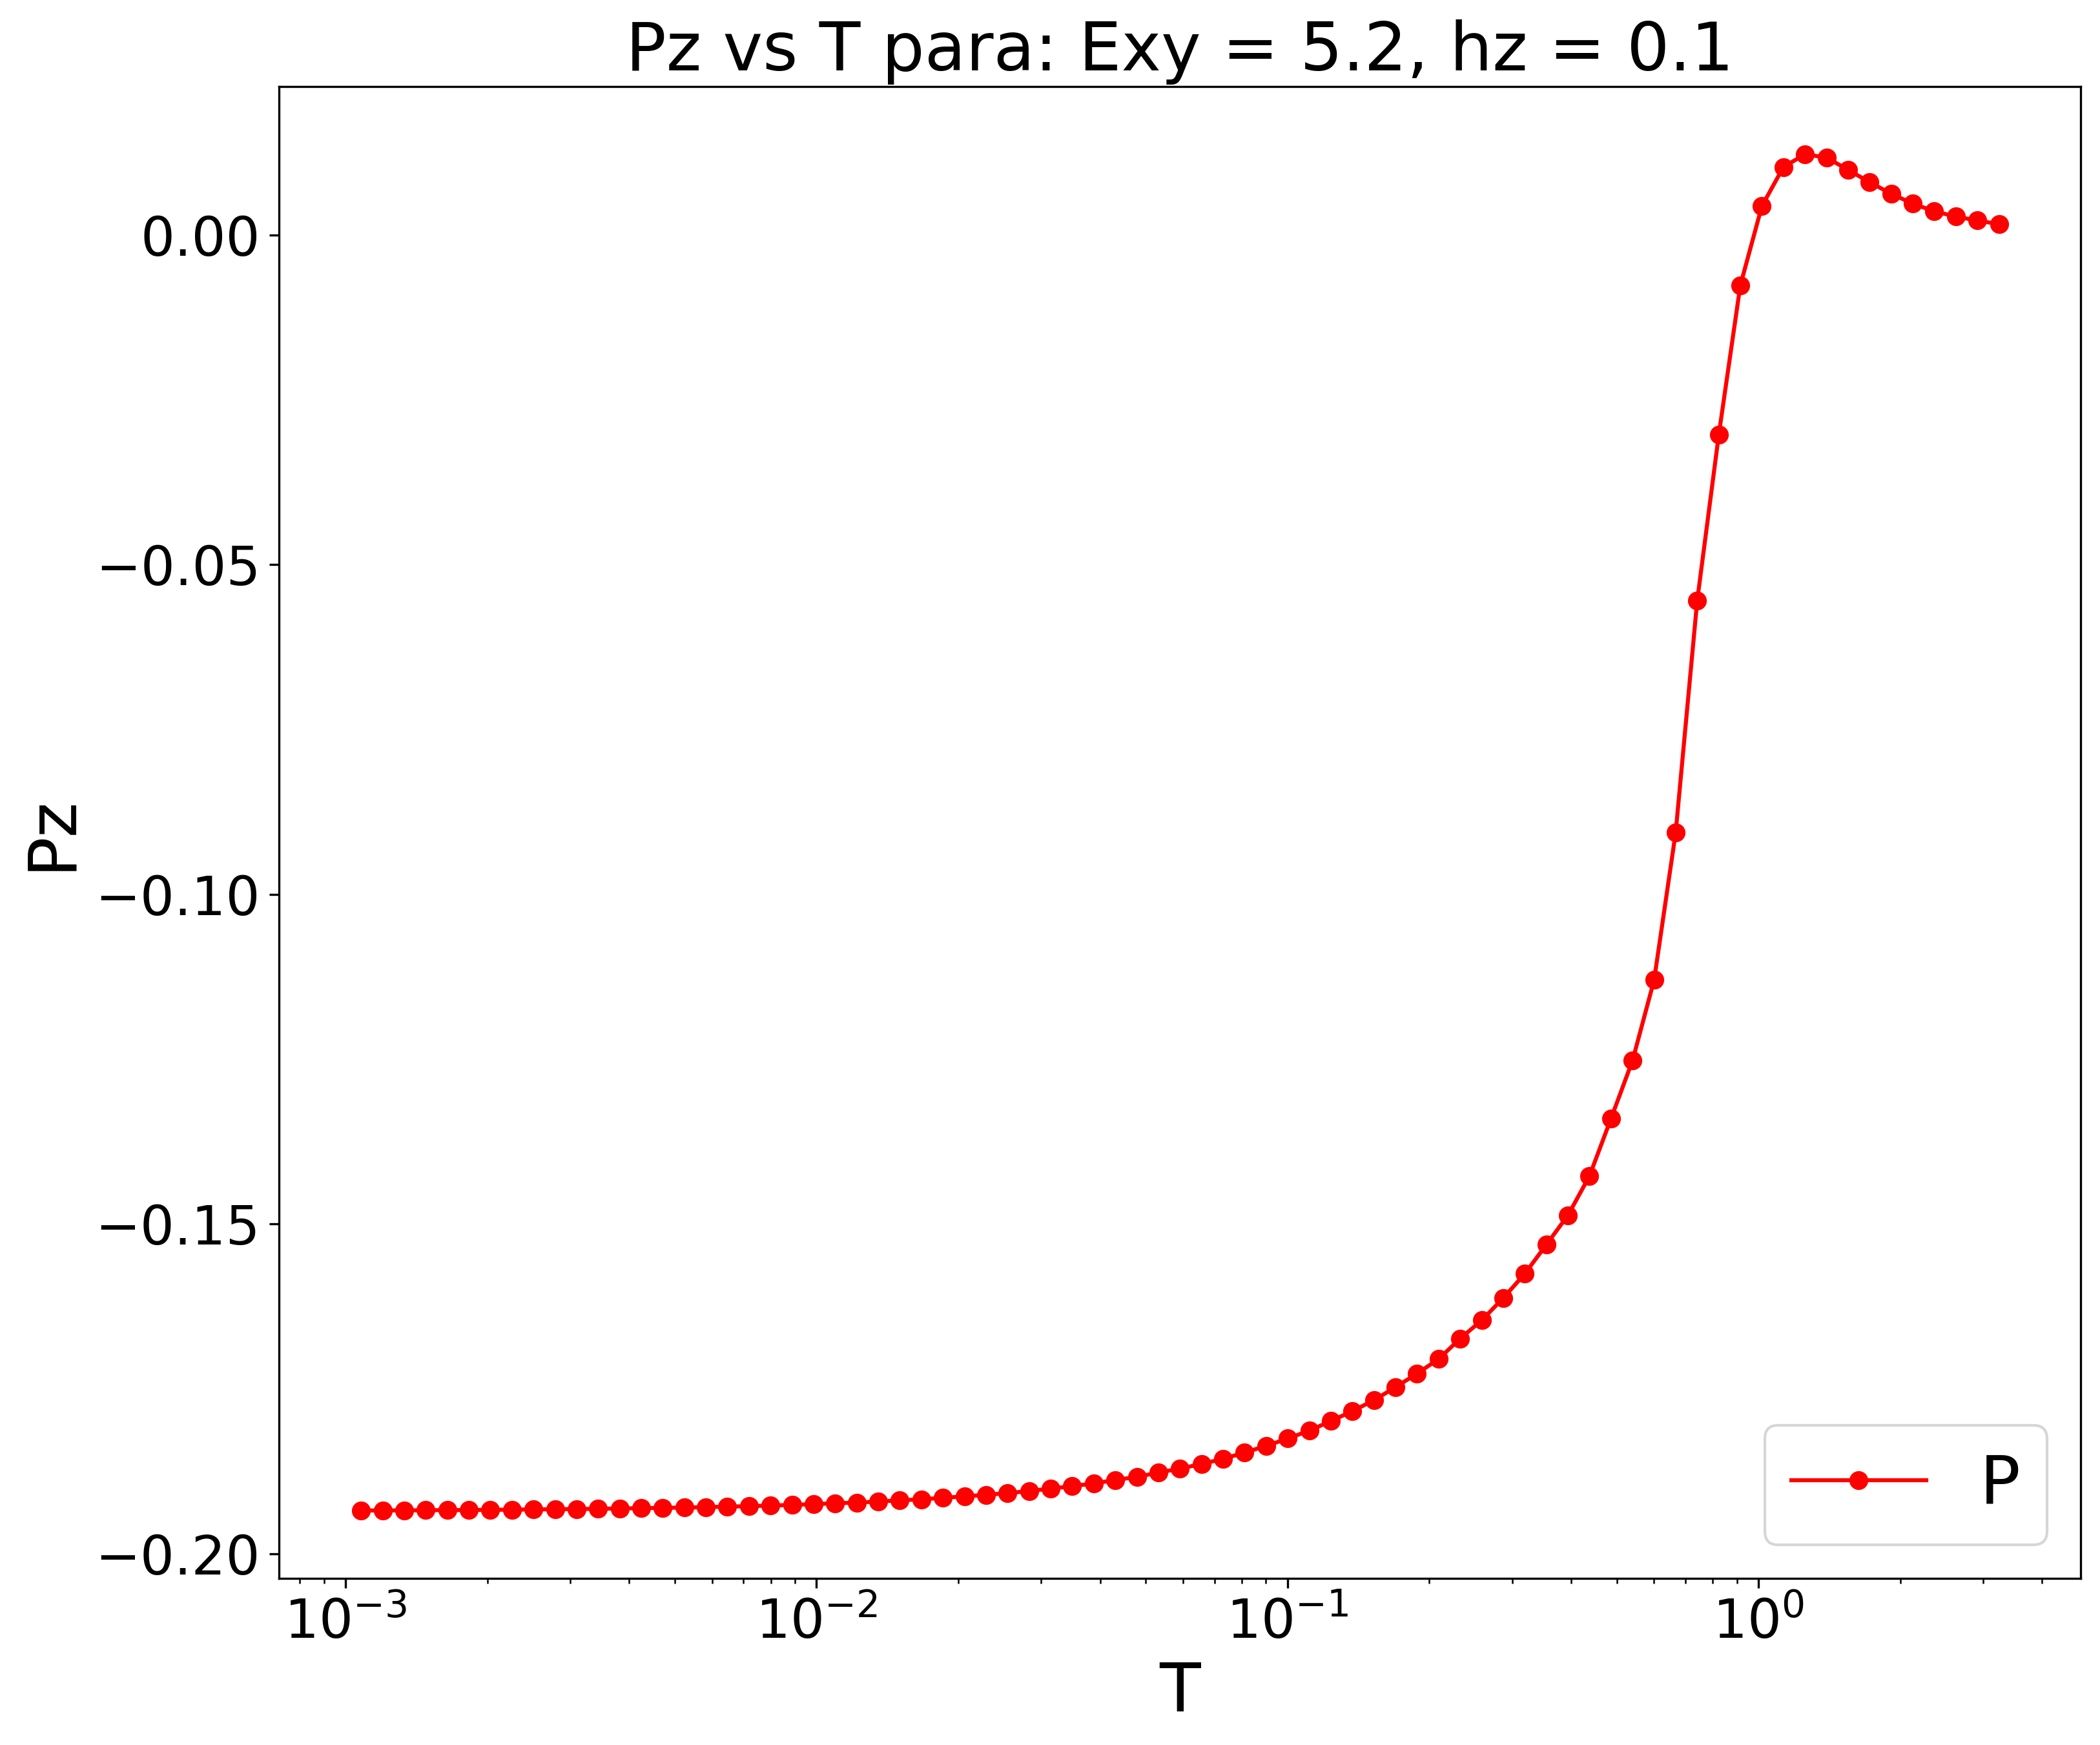 Pz vs T para: Exy = 5.2, hz = 0.1
Pz
0.00
−0.05
−0.10
−0.15
−0.20
10⁻³ 10⁻² 10⁻¹ 10⁰
T
P